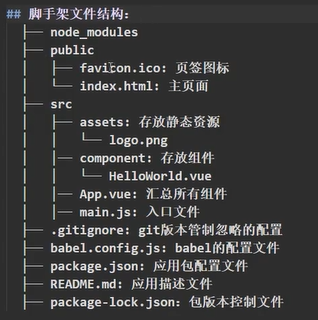 ## 脚手架文件结构:
├── node_modules
├── public
│   ├── favicon.ico: 页签图标
│   └── index.html: 主页面
├── src
│   ├── assets: 存放静态资源
│   │   └── logo.png
│   │── component: 存放组件
│   │   └── HelloWorld.vue
│   │── App.vue: 汇总所有组件
│   │── main.js: 入口文件
├── .gitignore: git版本管制忽略的配置
├── babel.config.js: babel的配置文件
├── package.json: 应用包配置文件
├── README.md: 应用描述文件
├── package-lock.json: 包版本控制文件